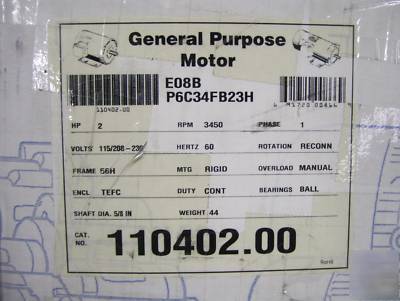 General Purpose
Motor
E08B
P6C34FB23H
110402-00
HP 2 RPM 3450 PHASE 1
VOLTS 115/208-230 HERTZ 60 ROTATION RECONN
FRAME 56H MTG RIGID OVERLOAD MANUAL
ENCL TEFC DUTY CONT BEARINGS BALL
SHAFT DIA. 5/8 IN WEIGHT 44
CAT.
NO. 110402.00
RoHS